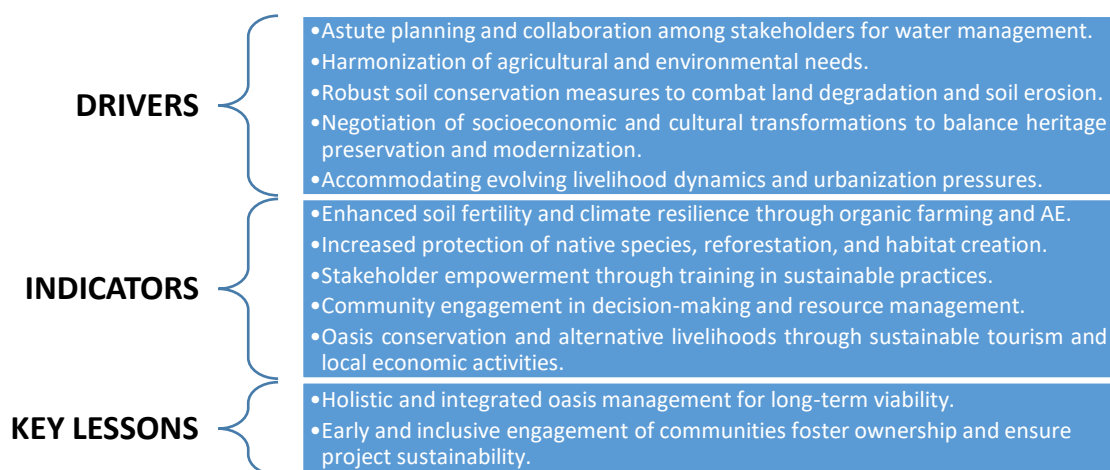 DRIVERS
•Astute planning and collaboration among stakeholders for water management.
•Harmonization of agricultural and environmental needs.
•Robust soil conservation measures to combat land degradation and soil erosion.
•Negotiation of socioeconomic and cultural transformations to balance heritage
preservation and modernization.
•Accommodating evolving livelihood dynamics and urbanization pressures.
INDICATORS
•Enhanced soil fertility and climate resilience through organic farming and AE.
•Increased protection of native species, reforestation, and habitat creation.
•Stakeholder empowerment through training in sustainable practices.
•Community engagement in decision-making and resource management.
•Oasis conservation and alternative livelihoods through sustainable tourism and
local economic activities.
KEY LESSONS
•Holistic and integrated oasis management for long-term viability.
•Early and inclusive engagement of communities foster ownership and ensure
project sustainability.